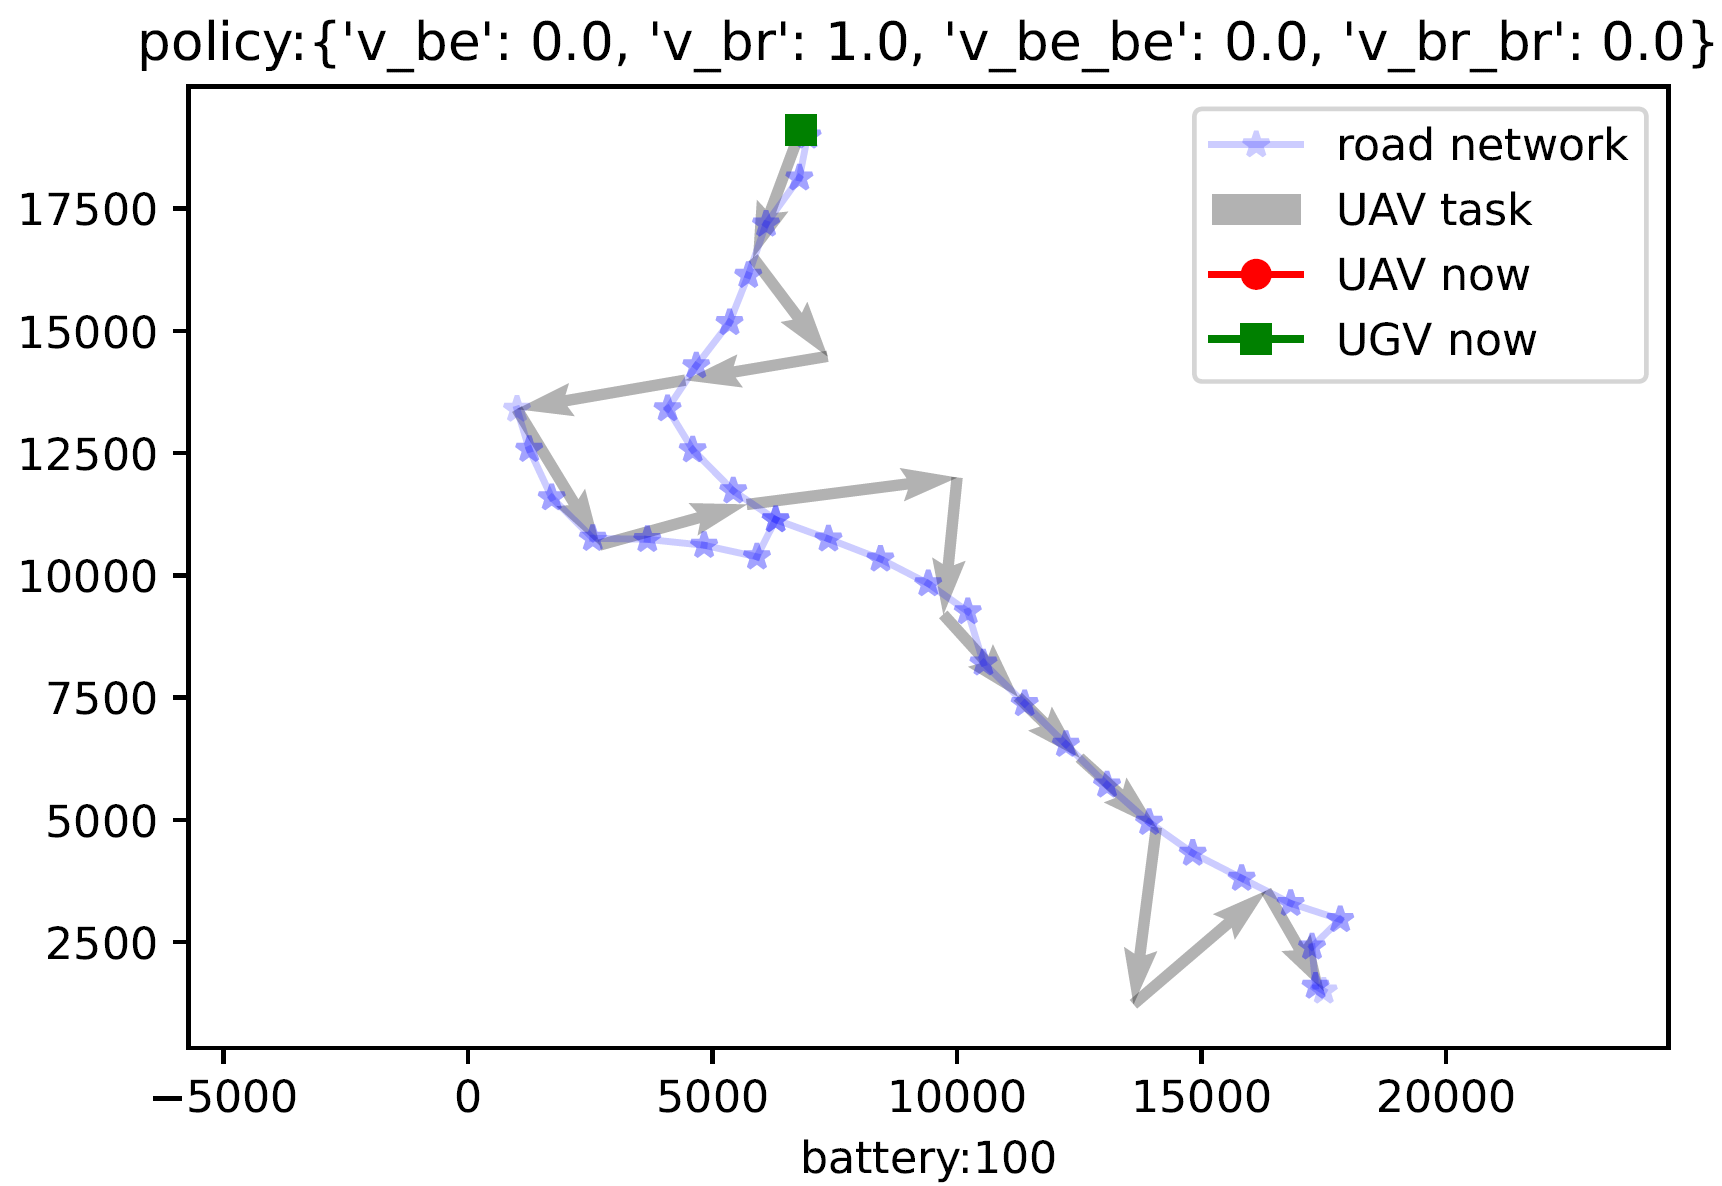 policy:{'v_be': 0.0, 'v_br': 1.0, 'v_be_be': 0.0, 'v_br_br': 0.0}
road network
UAV task
UAV now
UGV now
17500
15000
12500
10000
7500
5000
2500
−5000 0 5000 10000 15000 20000
battery:100